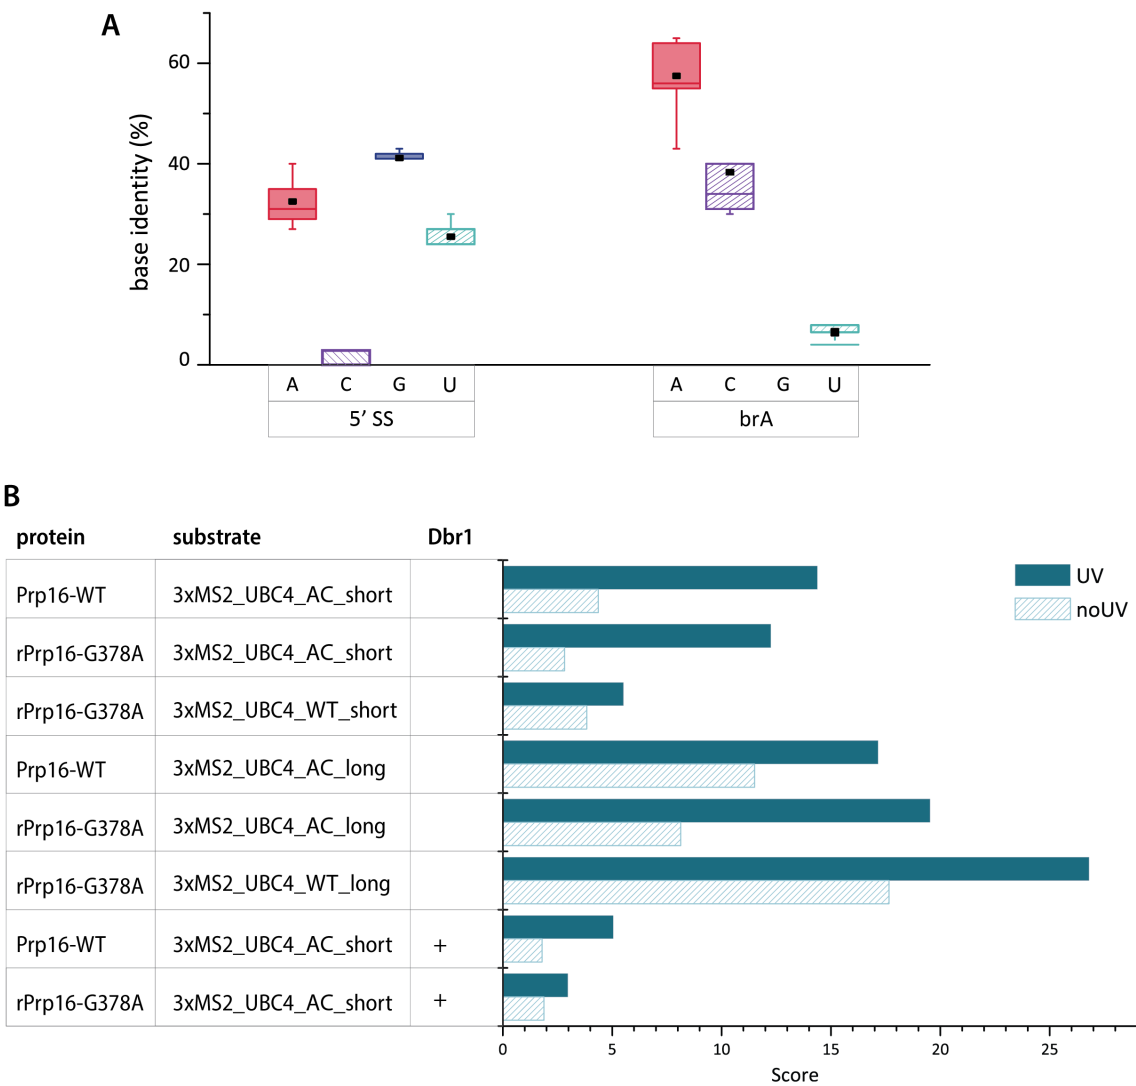 A
60
40
20
0
base identity (%)
A C G U A C G U
5′ SS brA
B
protein substrate Dbr1
Prp16-WT 3xMS2_UBC4_AC_short
rPrp16-G378A 3xMS2_UBC4_AC_short
rPrp16-G378A 3xMS2_UBC4_WT_short
Prp16-WT 3xMS2_UBC4_AC_long
rPrp16-G378A 3xMS2_UBC4_AC_long
rPrp16-G378A 3xMS2_UBC4_WT_long
Prp16-WT 3xMS2_UBC4_AC_short +
rPrp16-G378A 3xMS2_UBC4_AC_short +
UV
noUV
0 5 10 15 20 25
Score